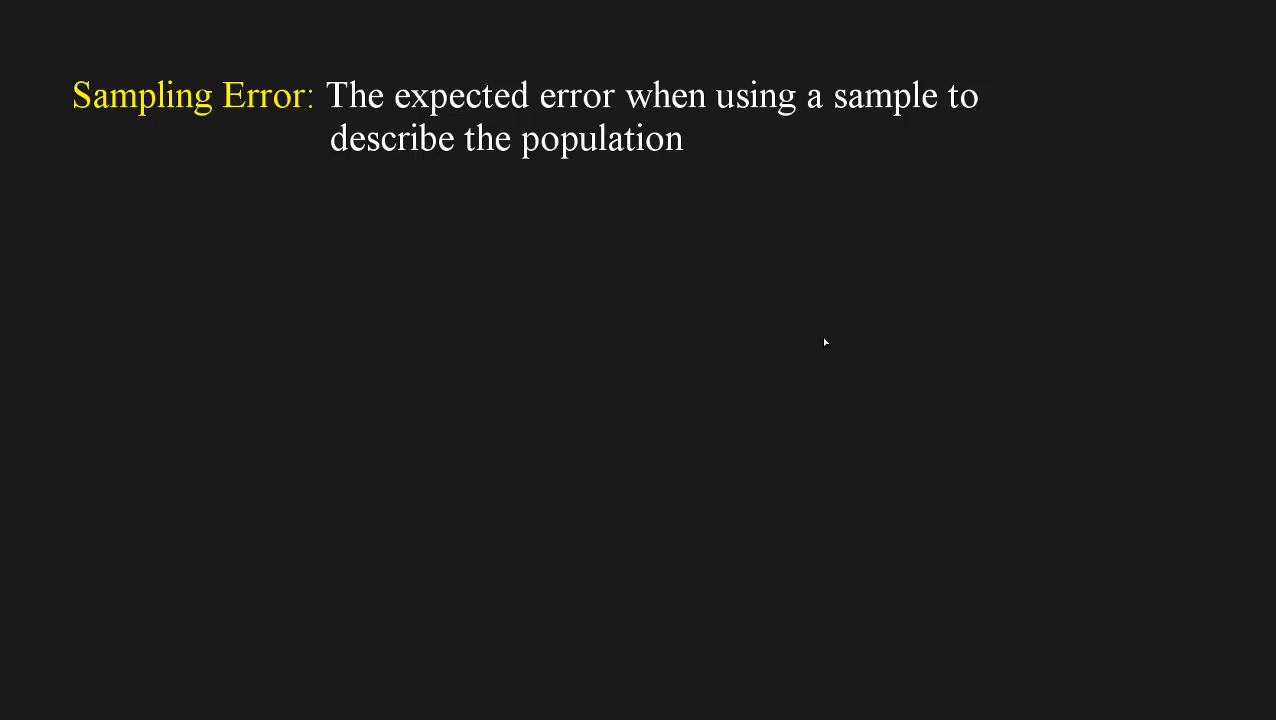 Sampling Error: The expected error when using a sample to
describe the population